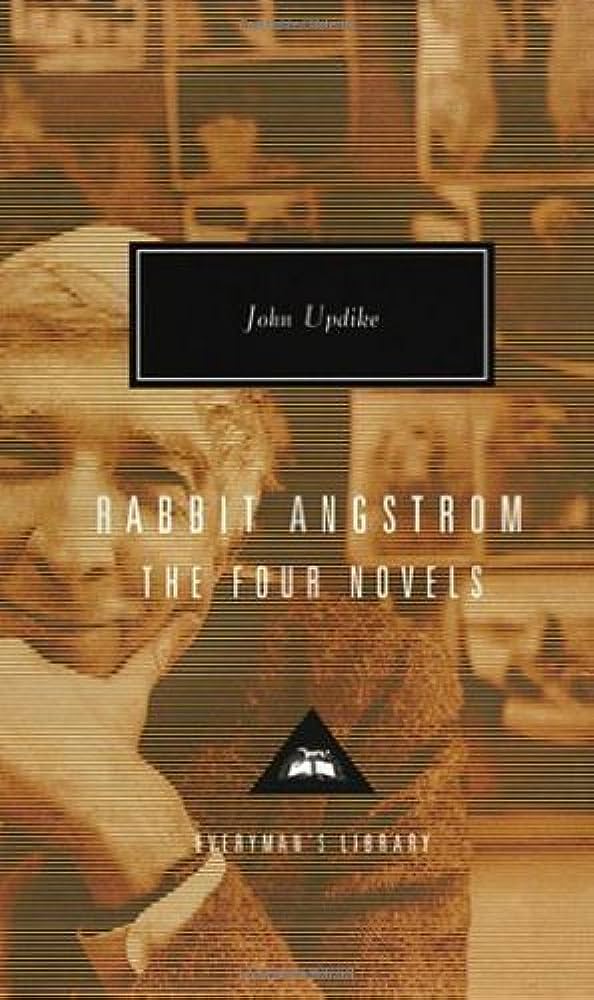 John Updike
RABBIT ANGSTROM
THE FOUR NOVELS
EVERYMAN'S LIBRARY